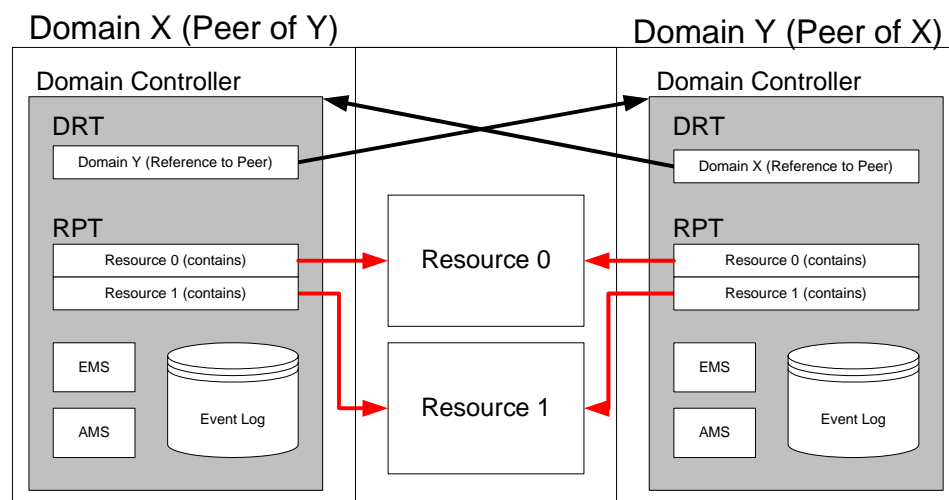 Domain X (Peer of Y)
Domain Y (Peer of X)
Domain Controller
DRT
Domain Y (Reference to Peer)
RPT
Resource 0 (contains)
Resource 1 (contains)
EMS
AMS
Event Log
Resource 0
Resource 1
Domain Controller
DRT
Domain X (Reference to Peer)
RPT
Resource 0 (contains)
Resource 1 (contains)
EMS
AMS
Event Log